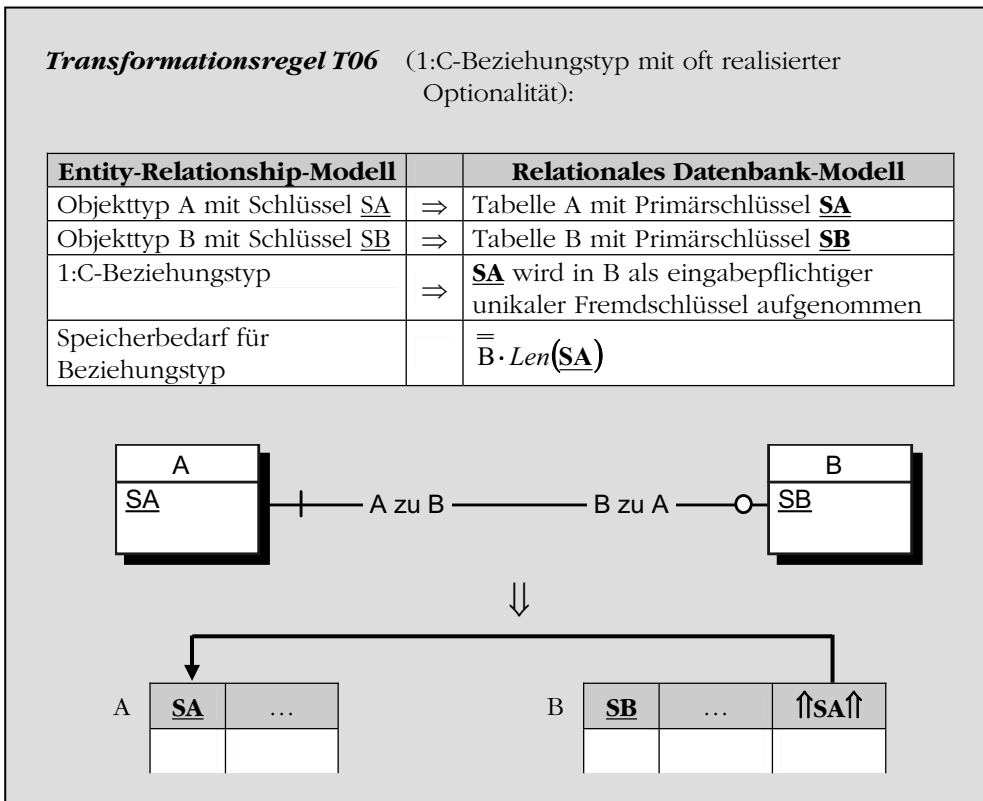 Transformationsregel T06 (1:C-Beziehungstyp mit oft realisierter
Optionalität):
Entity-Relationship-Modell Relationales Datenbank-Modell
Objekttyp A mit Schlüssel SA ⇒ Tabelle A mit Primärschlüssel SA
Objekttyp B mit Schlüssel SB ⇒ Tabelle B mit Primärschlüssel SB
1:C-Beziehungstyp ⇒ SA wird in B als eingabepflichtiger
unikaler Fremdschlüssel aufgenommen
Speicherbedarf für
Beziehungstyp
B̿ · Len(SA)
A
SA
A zu B
B zu A
B
SB
⇓
A SA …
B SB … ⇑SA⇑